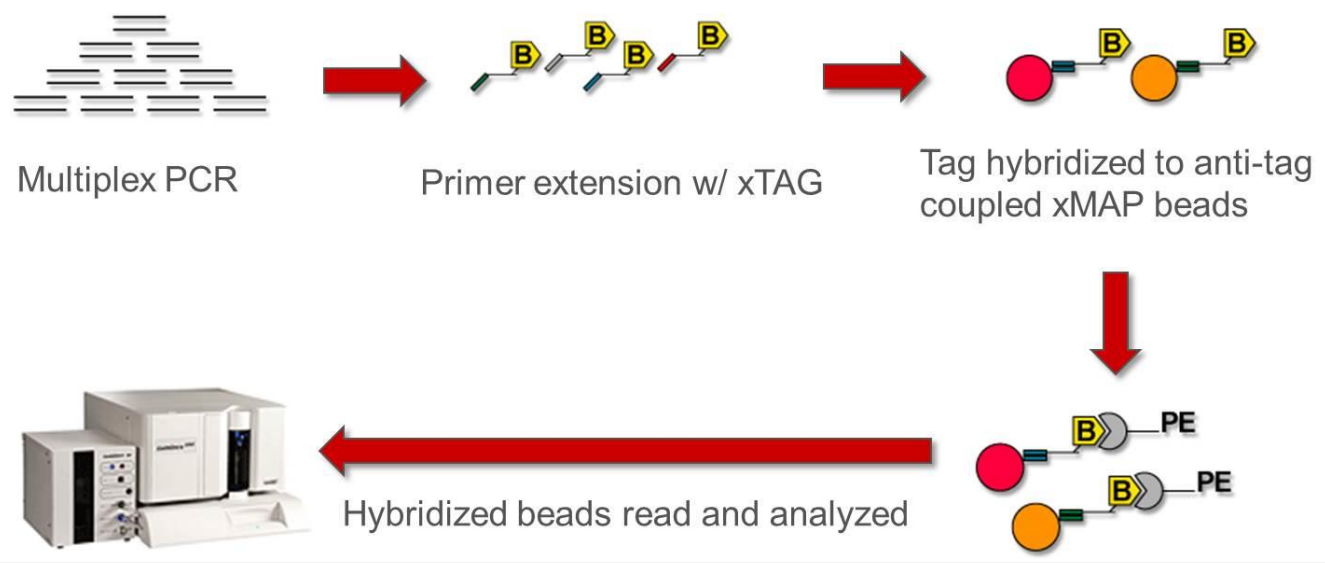 B
B
B
B
B
B
Multiplex PCR
Primer extension w/ xTAG
Tag hybridized to anti-tag
coupled xMAP beads
B
PE
B
PE
Hybridized beads read and analyzed